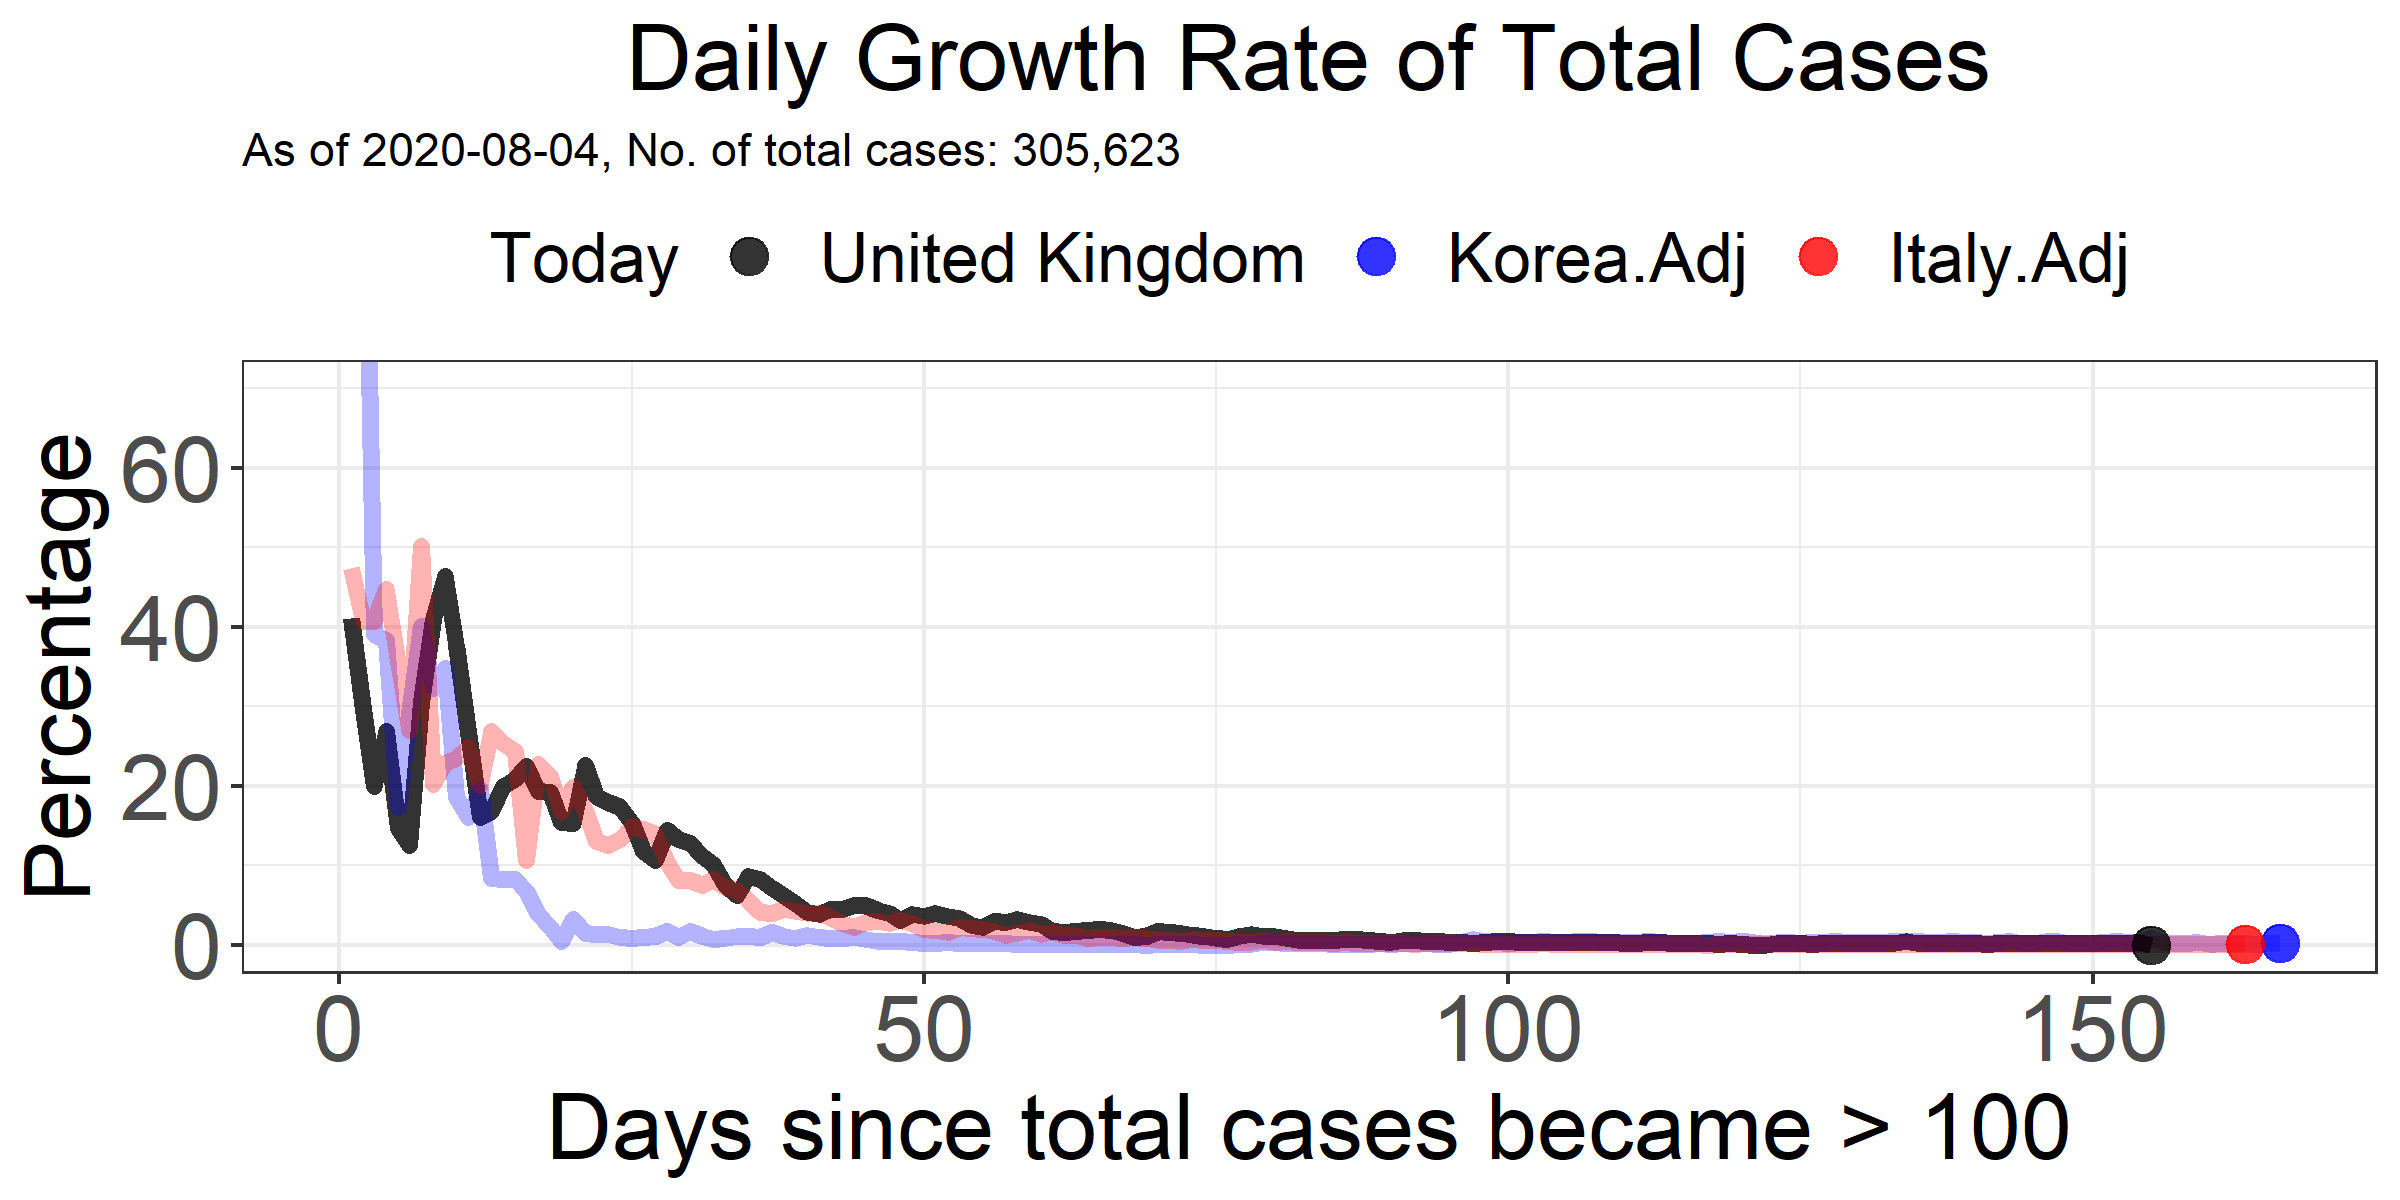 Daily Growth Rate of Total Cases
As of 2020-08-04, No. of total cases: 305,623
Today United Kingdom Korea.Adj Italy.Adj
Percentage
60
40
20
0
0 50 100 150
Days since total cases became > 100